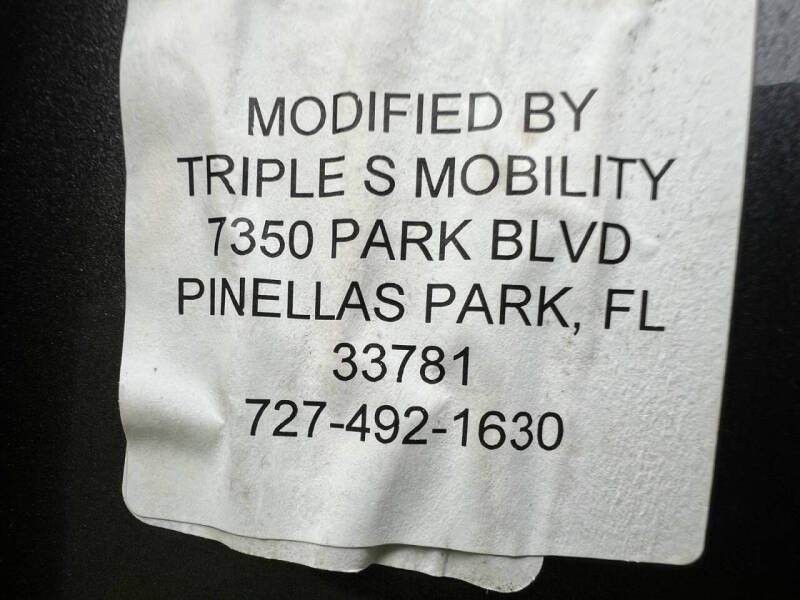 MODIFIED BY
TRIPLE S MOBILITY
7350 PARK BLVD
PINELLAS PARK, FL
33781
727-492-1630